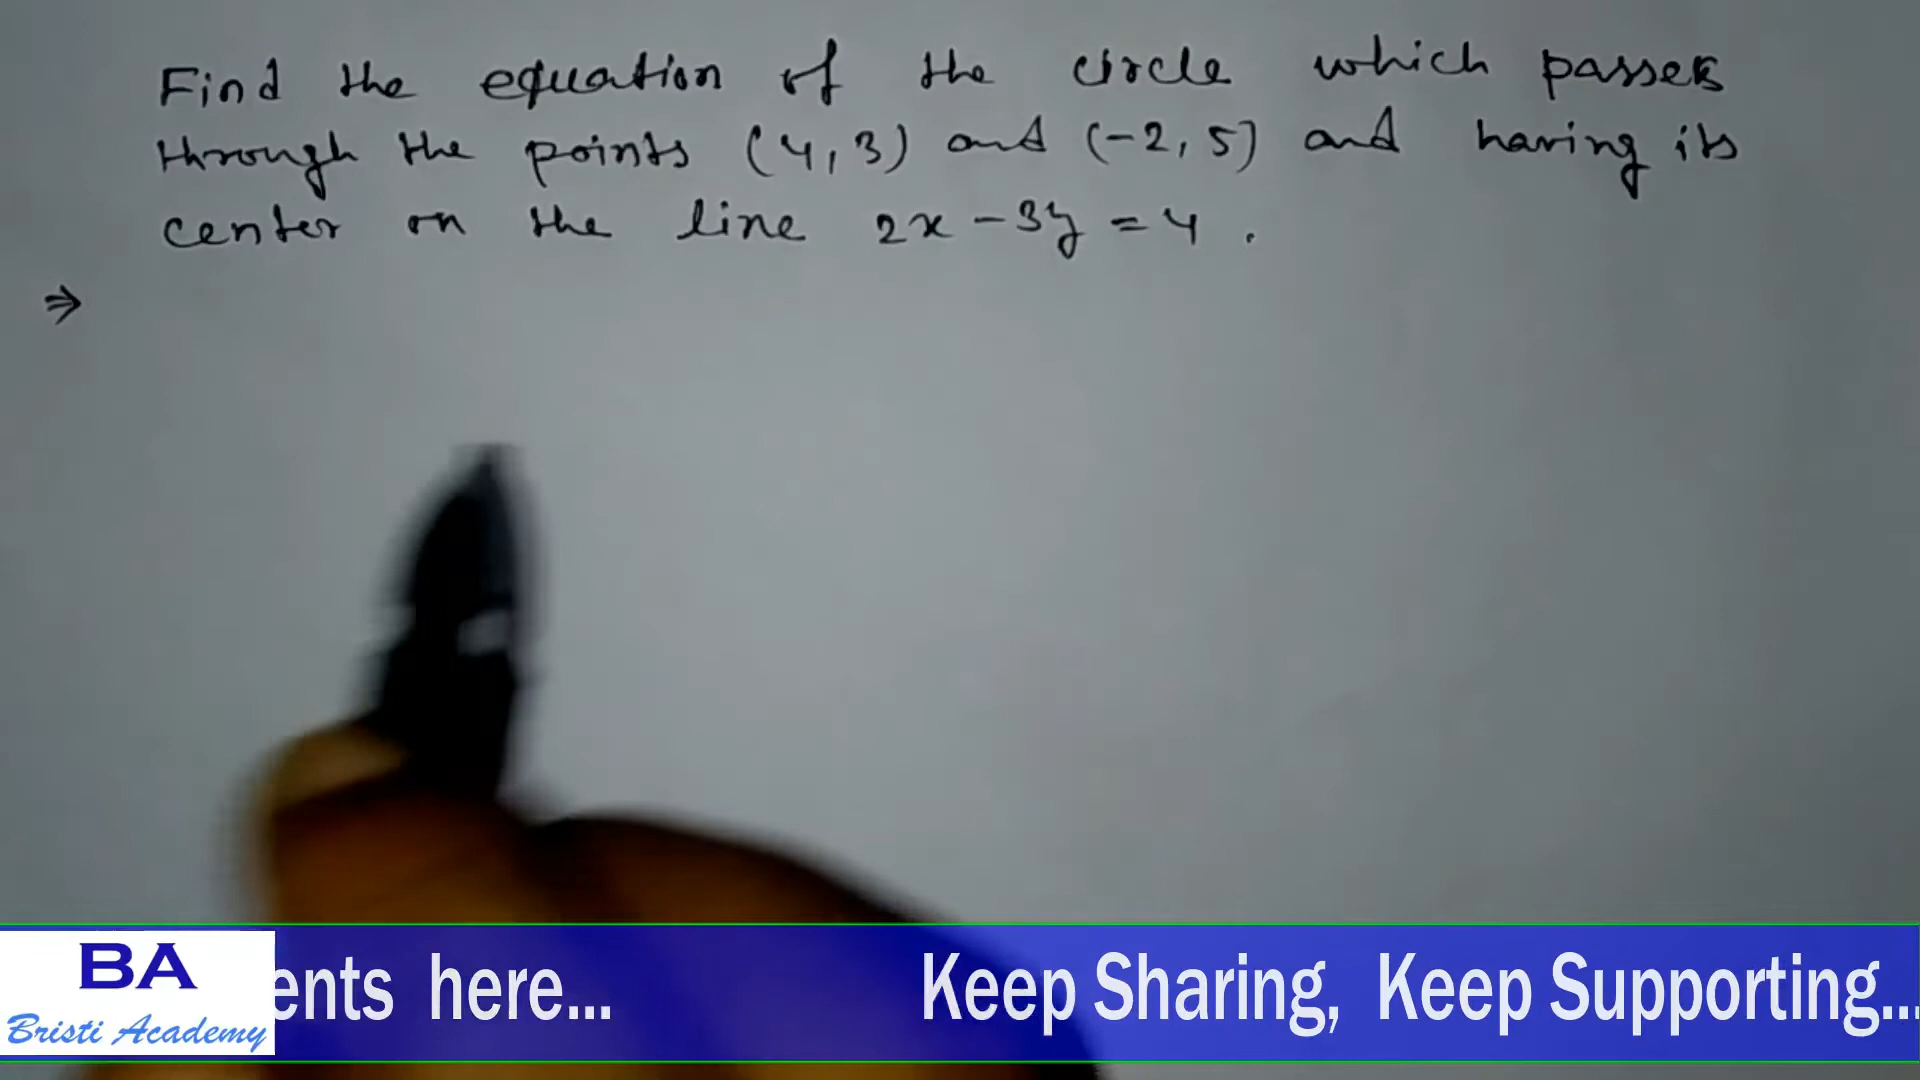 Find the equation of the circle which passes
through the points (4,3) and (-2,5) and having its
center on the line 2x-3y=4.
⇒
BA
Bristi Academy
ents here... Keep Sharing, Keep Supporting...